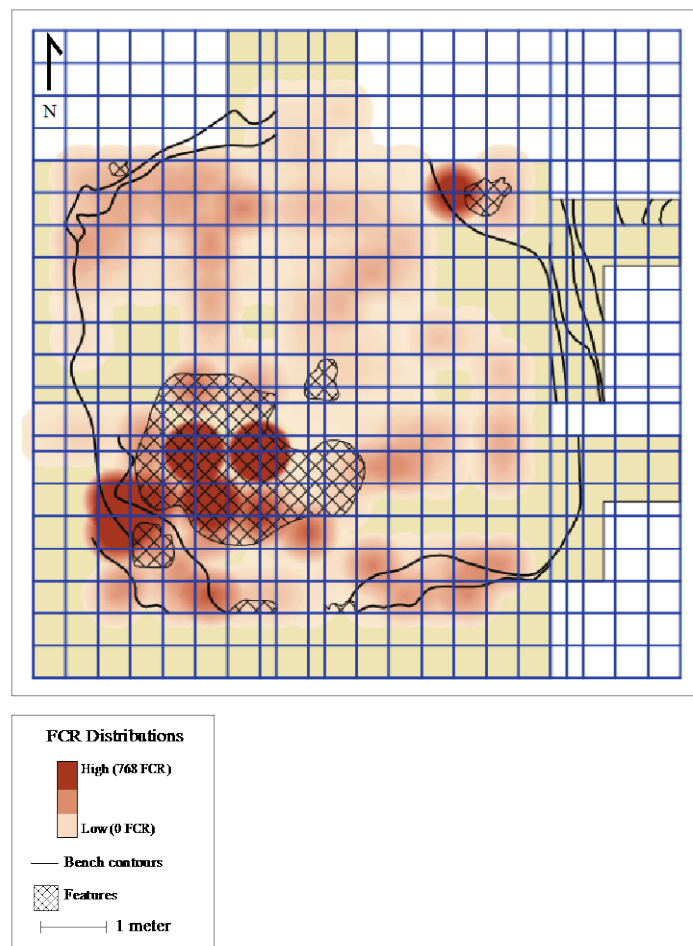 N
FCR Distributions
High (768 FCR)
Low (0 FCR)
Bench contours
Features
1 meter